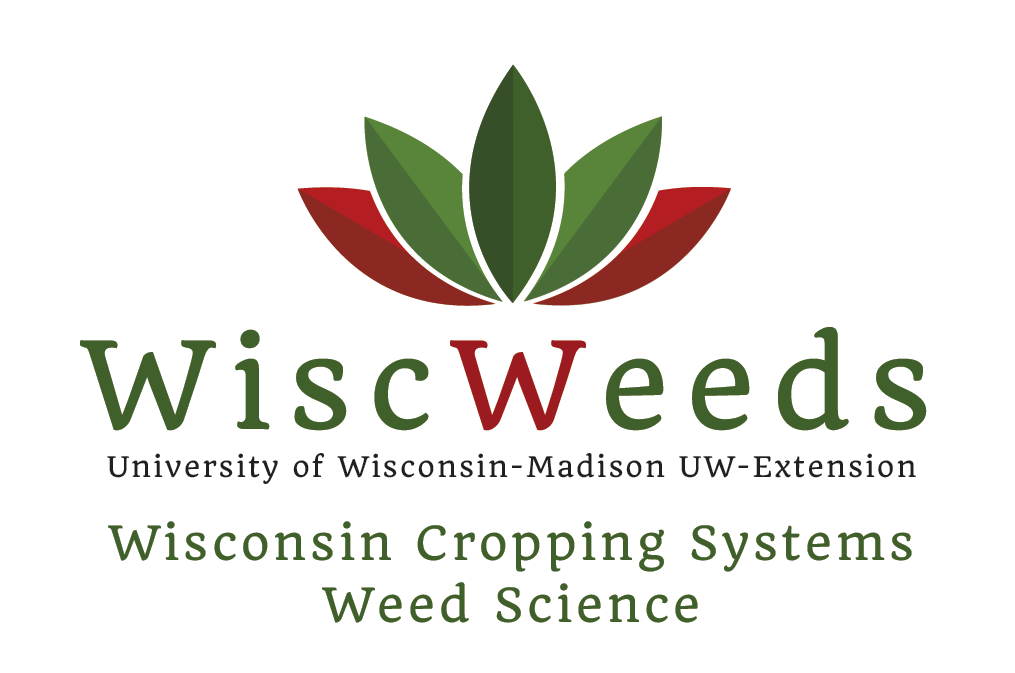 WiscWeeds
University of Wisconsin-Madison UW-Extension
Wisconsin Cropping Systems
Weed Science